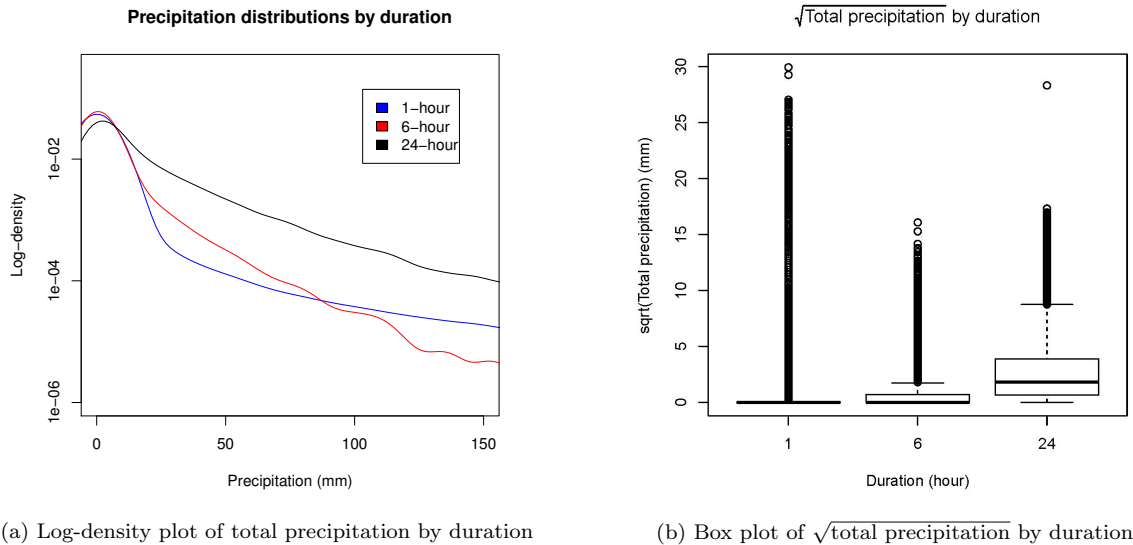 Precipitation distributions by duration
Log−density
1e−02
1e−04
1e−06
1−hour
6−hour
24−hour
0 50 100 150
Precipitation (mm)
(a) Log-density plot of total precipitation by duration
√Total precipitation by duration
sqrt(Total precipitation) (mm)
30
25
20
15
10
5
0
1 6 24
Duration (hour)
(b) Box plot of √total precipitation by duration